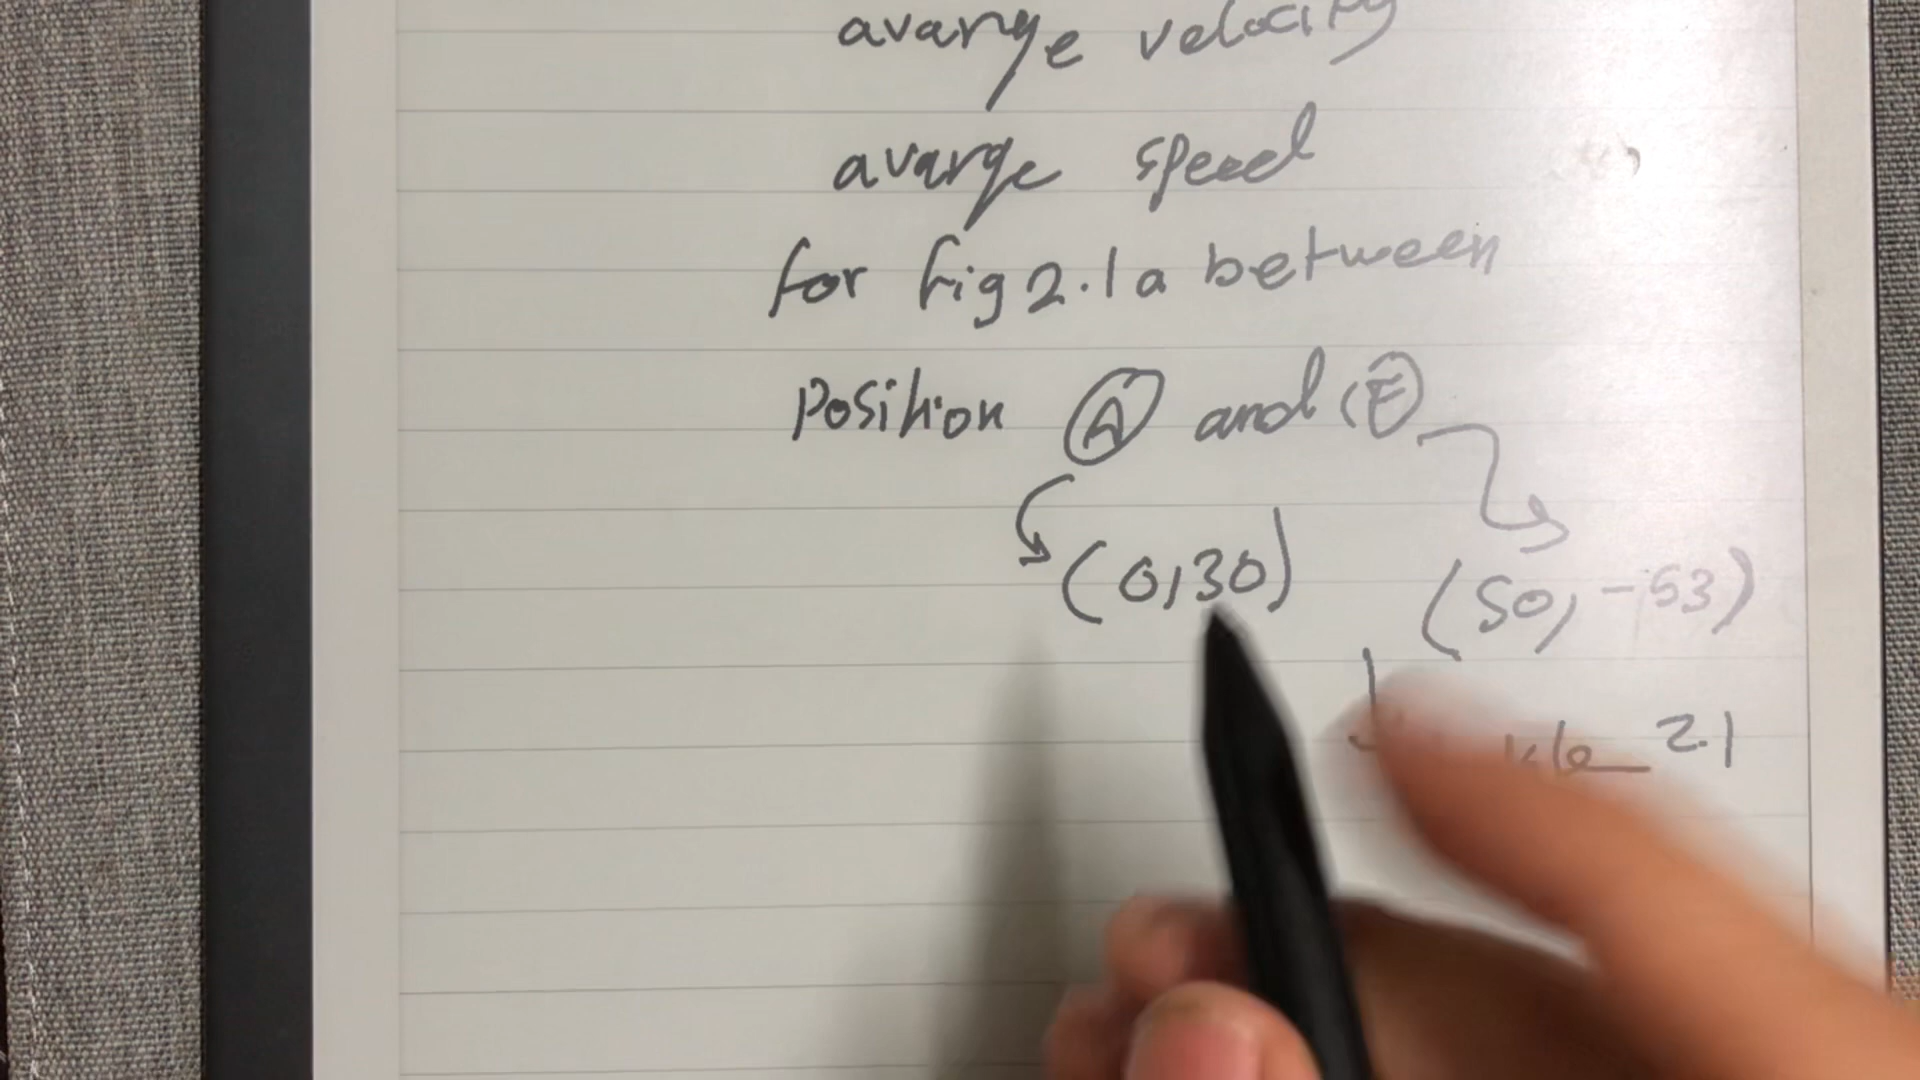 avarge velocity
avarge speed
for fig 2.1a between
Position A and F
(0,30) (50, -53)
2.1